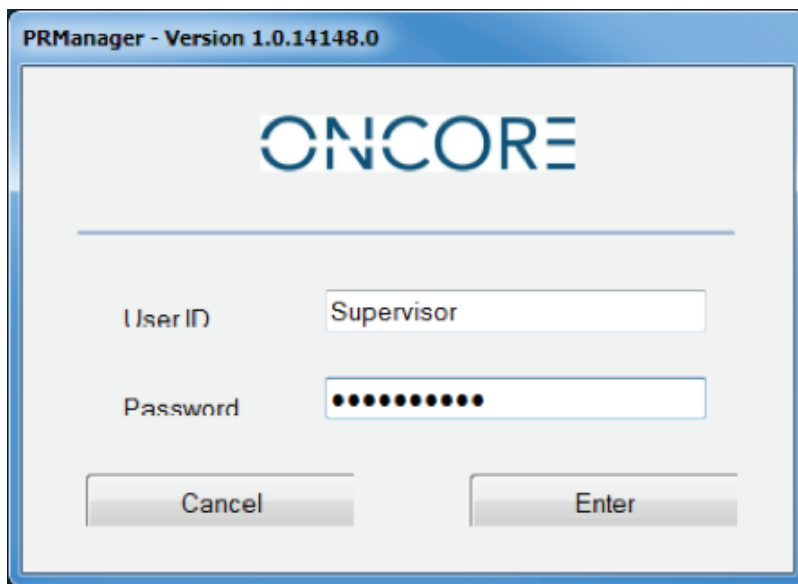 PRManager - Version 1.0.14148.0
ONCORE
User ID
Supervisor
Password
••••••••••
Cancel
Enter